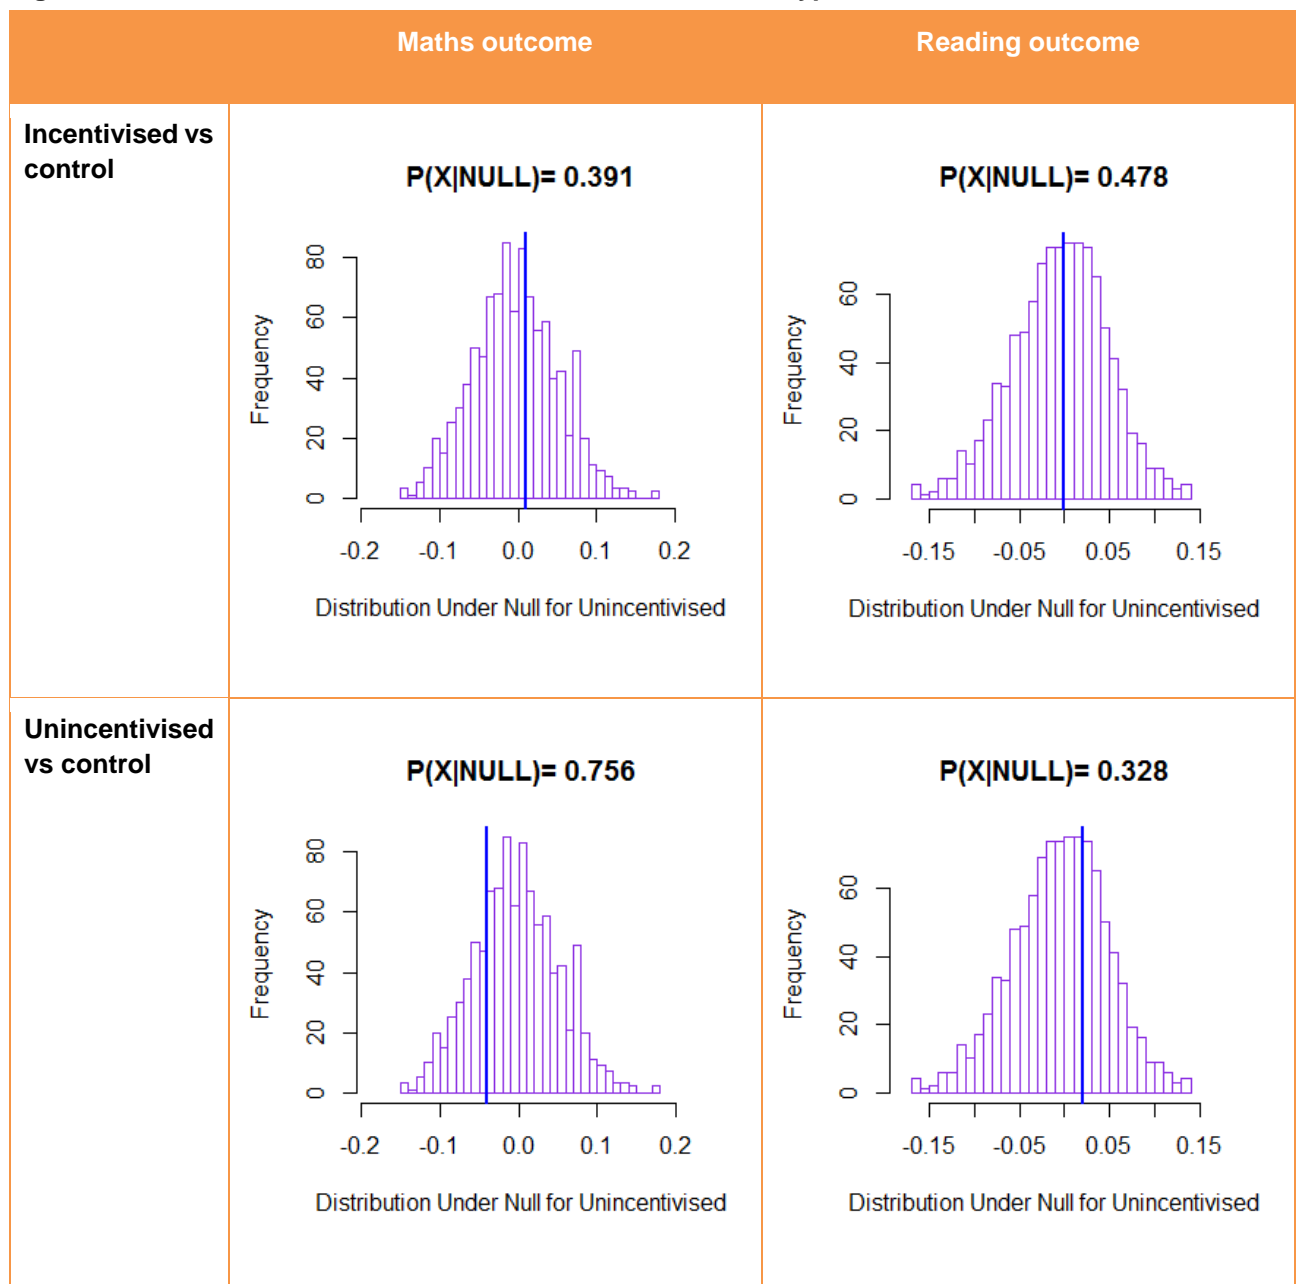 Maths outcome
Reading outcome
Incentivised vs
control
P(X|NULL)= 0.391
Frequency
0
20
40
60
80
-0.2
-0.1
0.0
0.1
0.2
Distribution Under Null for Unincentivised
P(X|NULL)= 0.478
Frequency
0
20
40
60
-0.15
-0.05
0.05
0.15
Distribution Under Null for Unincentivised
Unincentivised
vs control
P(X|NULL)= 0.756
Frequency
0
20
40
60
80
-0.2
-0.1
0.0
0.1
0.2
Distribution Under Null for Unincentivised
P(X|NULL)= 0.328
Frequency
0
20
40
60
-0.15
-0.05
0.05
0.15
Distribution Under Null for Unincentivised